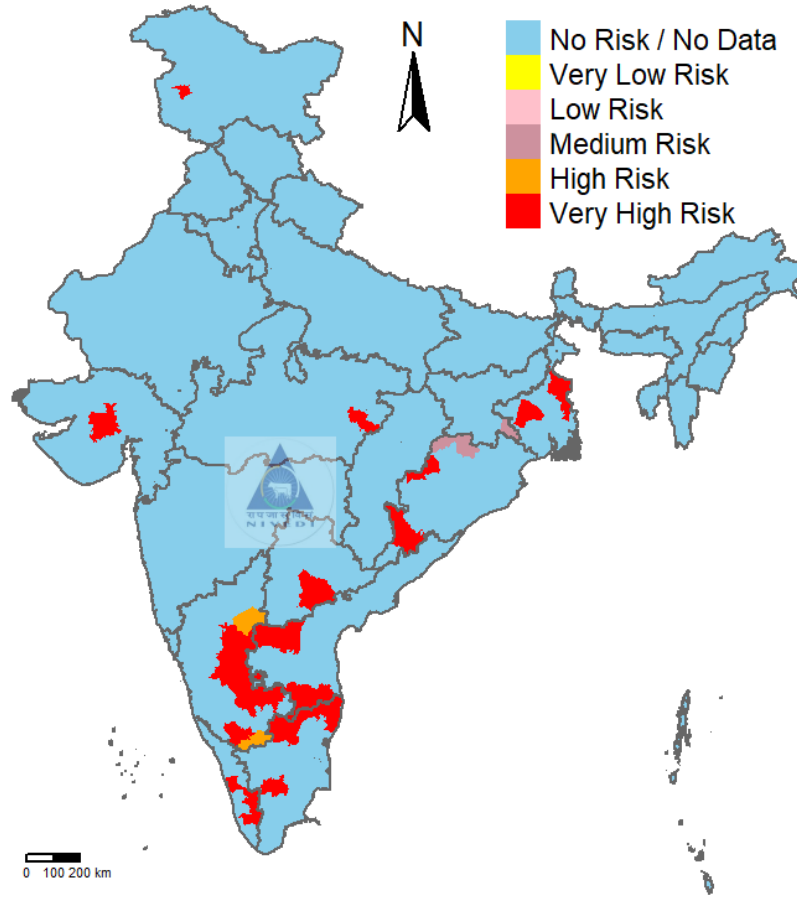 N
No Risk / No Data
Very Low Risk
Low Risk
Medium Risk
High Risk
Very High Risk
NIVEDI
0 100 200 km